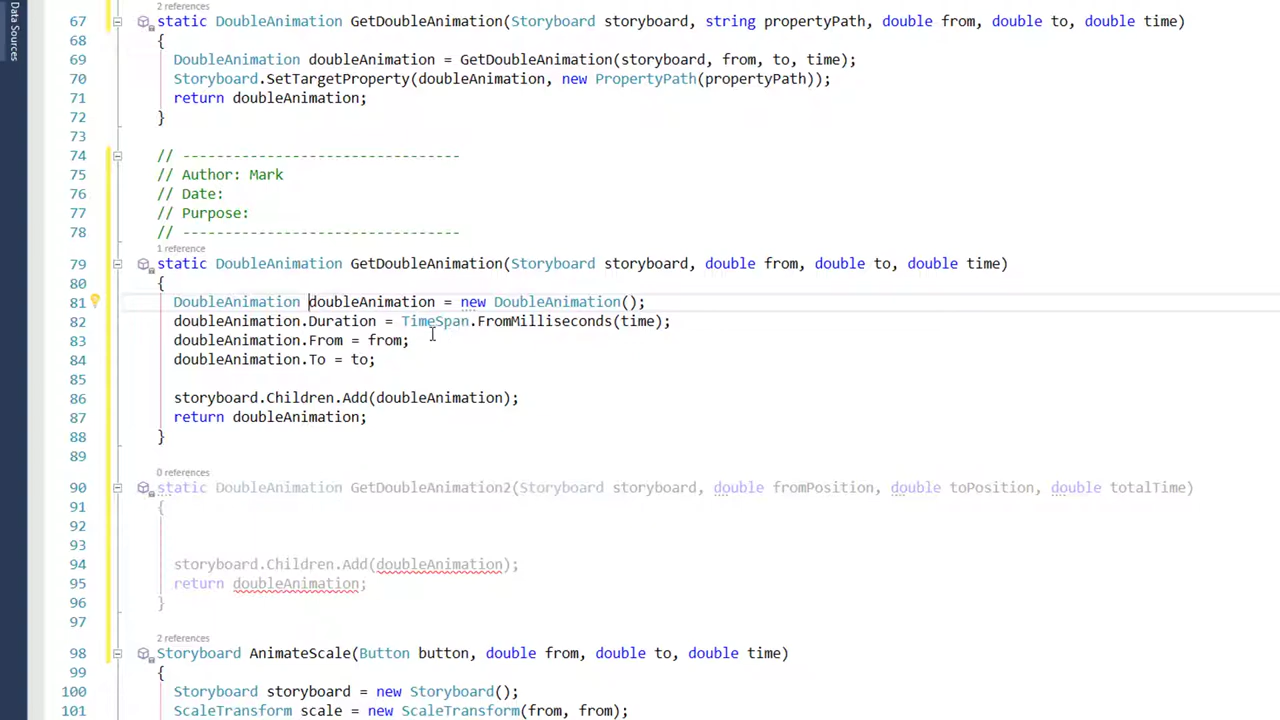 Data Sources
2 references
67 static DoubleAnimation GetDoubleAnimation(Storyboard storyboard, string propertyPath, double from, double to, double time)
68 {
69 DoubleAnimation doubleAnimation = GetDoubleAnimation(storyboard, from, to, time);
70 Storyboard.SetTargetProperty(doubleAnimation, new PropertyPath(propertyPath));
71 return doubleAnimation;
72 }
73
74 // ---------------------------------
75 // Author: Mark
76 // Date:
77 // Purpose:
78 // ---------------------------------
1 reference
79 static DoubleAnimation GetDoubleAnimation(Storyboard storyboard, double from, double to, double time)
80 {
81 DoubleAnimation doubleAnimation = new DoubleAnimation();
82 doubleAnimation.Duration = TimeSpan.FromMilliseconds(time);
83 doubleAnimation.From = from;
84 doubleAnimation.To = to;
85
86 storyboard.Children.Add(doubleAnimation);
87 return doubleAnimation;
88 }
89
0 references
90 static DoubleAnimation GetDoubleAnimation2(Storyboard storyboard, double fromPosition, double toPosition, double totalTime)
91 {
92
93
94 storyboard.Children.Add(doubleAnimation);
95 return doubleAnimation;
96 }
97
2 references
98 Storyboard AnimateScale(Button button, double from, double to, double time)
99 {
100 Storyboard storyboard = new Storyboard();
101 ScaleTransform scale = new ScaleTransform(from, from);